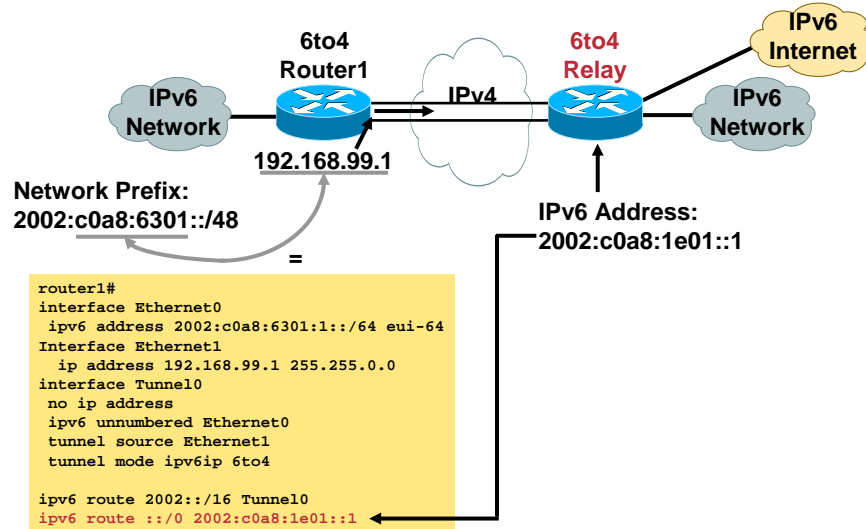 IPv6
Internet
6to4
Router1
6to4
Relay
IPv4
IPv6
Network
IPv6
Network
192.168.99.1
Network Prefix:
2002:c0a8:6301::/48
IPv6 Address:
2002:c0a8:1e01::1
=
router1#
interface Ethernet0
 ipv6 address 2002:c0a8:6301:1::/64 eui-64
Interface Ethernet1
  ip address 192.168.99.1 255.255.0.0
interface Tunnel0
 no ip address
 ipv6 unnumbered Ethernet0
 tunnel source Ethernet1
 tunnel mode ipv6ip 6to4
ipv6 route 2002::/16 Tunnel0
ipv6 route ::/0 2002:c0a8:1e01::1